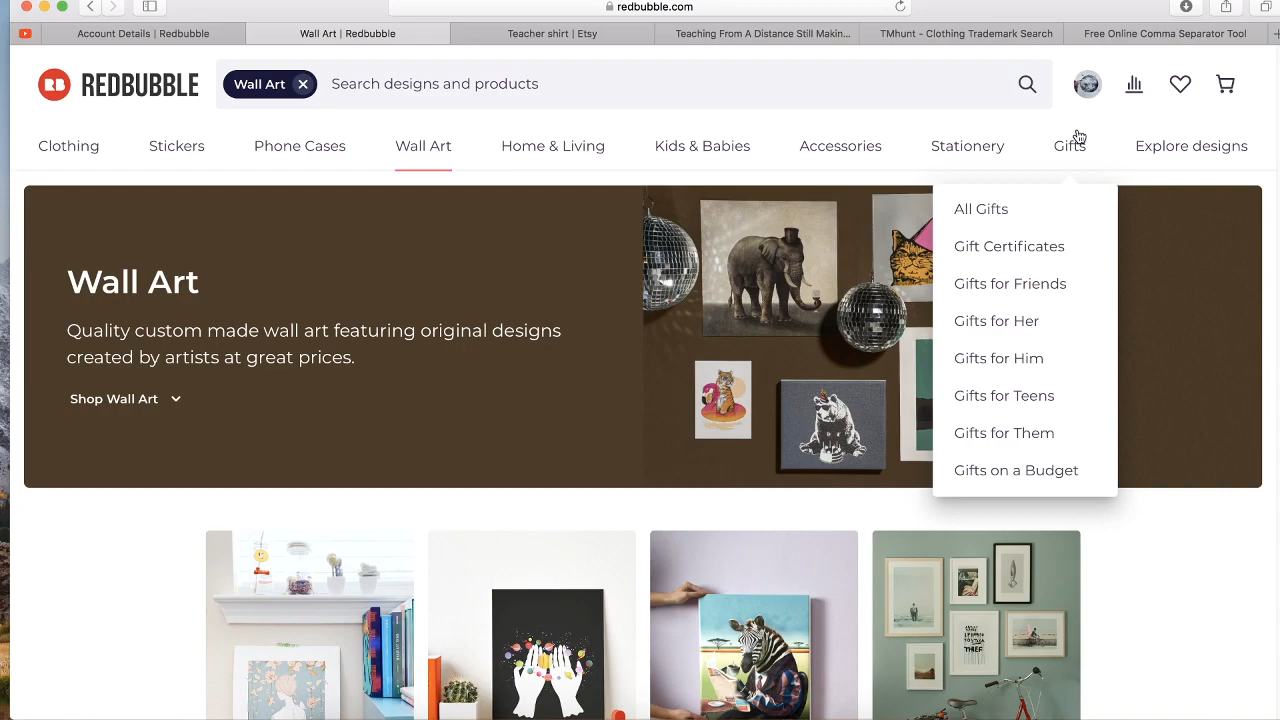 redbubble.com
Account Details | Redbubble
Wall Art | Redbubble
Teacher shirt | Etsy
Teaching From A Distance Still Makin...
TMhunt - Clothing Trademark Search
Free Online Comma Separator Tool
RB REDBUBBLE
Wall Art
Search designs and products
Clothing
Stickers
Phone Cases
Wall Art
Home & Living
Kids & Babies
Accessories
Stationery
Gifts
Explore designs
Wall Art
Quality custom made wall art featuring original designs
created by artists at great prices.
Shop Wall Art
All Gifts
Gift Certificates
Gifts for Friends
Gifts for Her
Gifts for Him
Gifts for Teens
Gifts for Them
Gifts on a Budget
THIEF